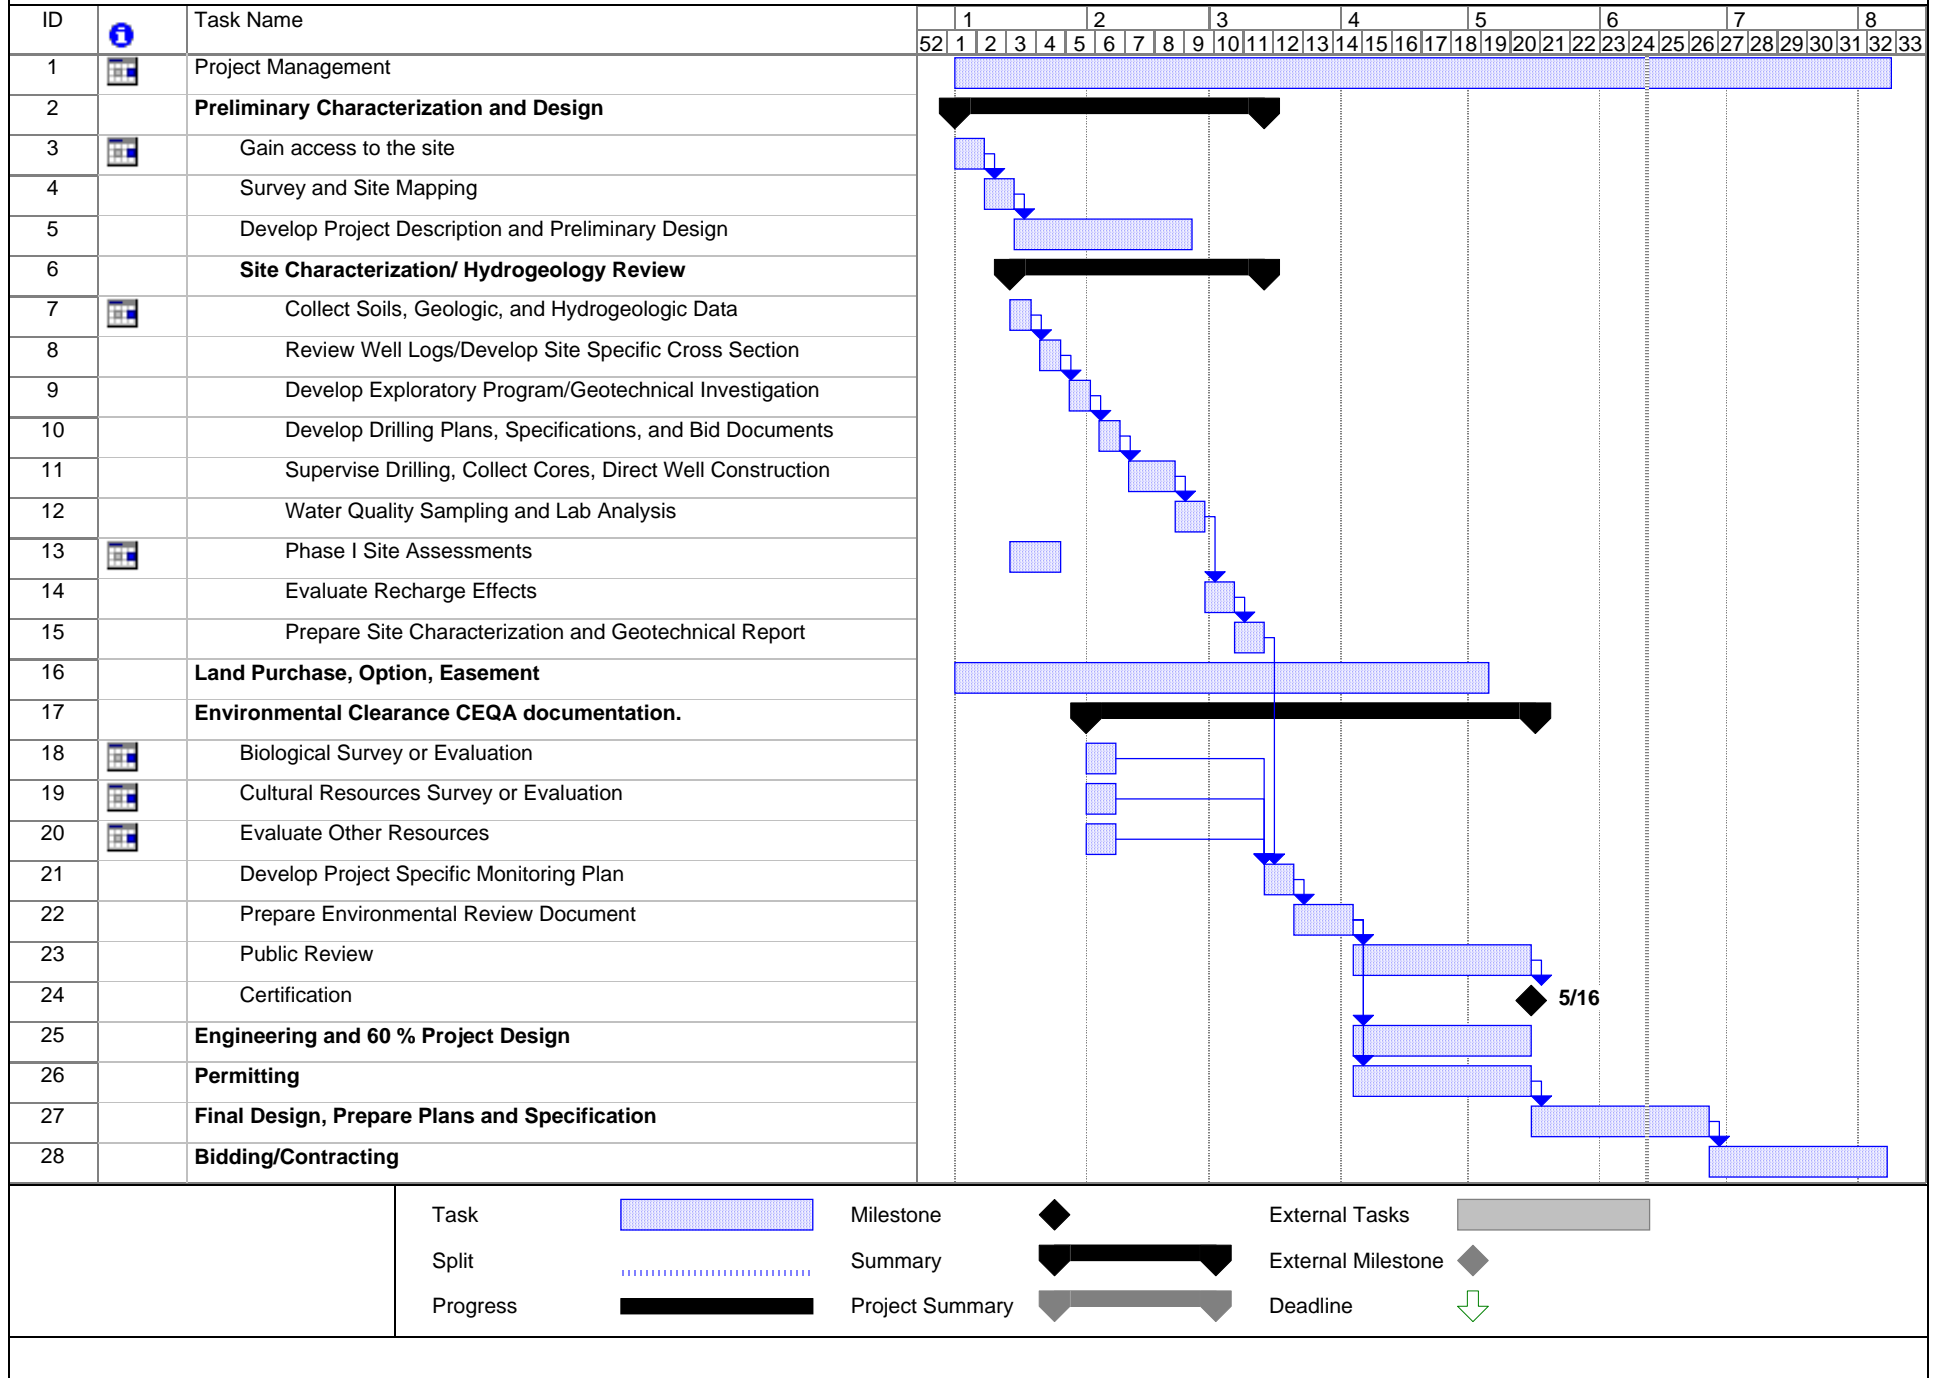 ID Task Name 1 2 3 4 5 6 7 8
52 1 2 3 4 5 6 7 8 9 10 11 12 13 14 15 16 17 18 19 20 21 22 23 24 25 26 27 28 29 30 31 32 33
1 Project Management
2 Preliminary Characterization and Design
3 Gain access to the site
4 Survey and Site Mapping
5 Develop Project Description and Preliminary Design
6 Site Characterization/ Hydrogeology Review
7 Collect Soils, Geologic, and Hydrogeologic Data
8 Review Well Logs/Develop Site Specific Cross Section
9 Develop Exploratory Program/Geotechnical Investigation
10 Develop Drilling Plans, Specifications, and Bid Documents
11 Supervise Drilling, Collect Cores, Direct Well Construction
12 Water Quality Sampling and Lab Analysis
13 Phase I Site Assessments
14 Evaluate Recharge Effects
15 Prepare Site Characterization and Geotechnical Report
16 Land Purchase, Option, Easement
17 Environmental Clearance CEQA documentation.
18 Biological Survey or Evaluation
19 Cultural Resources Survey or Evaluation
20 Evaluate Other Resources
21 Develop Project Specific Monitoring Plan
22 Prepare Environmental Review Document
23 Public Review
24 Certification 5/16
25 Engineering and 60 % Project Design
26 Permitting
27 Final Design, Prepare Plans and Specification
28 Bidding/Contracting
Task Milestone External Tasks
Split Summary External Milestone
Progress Project Summary Deadline